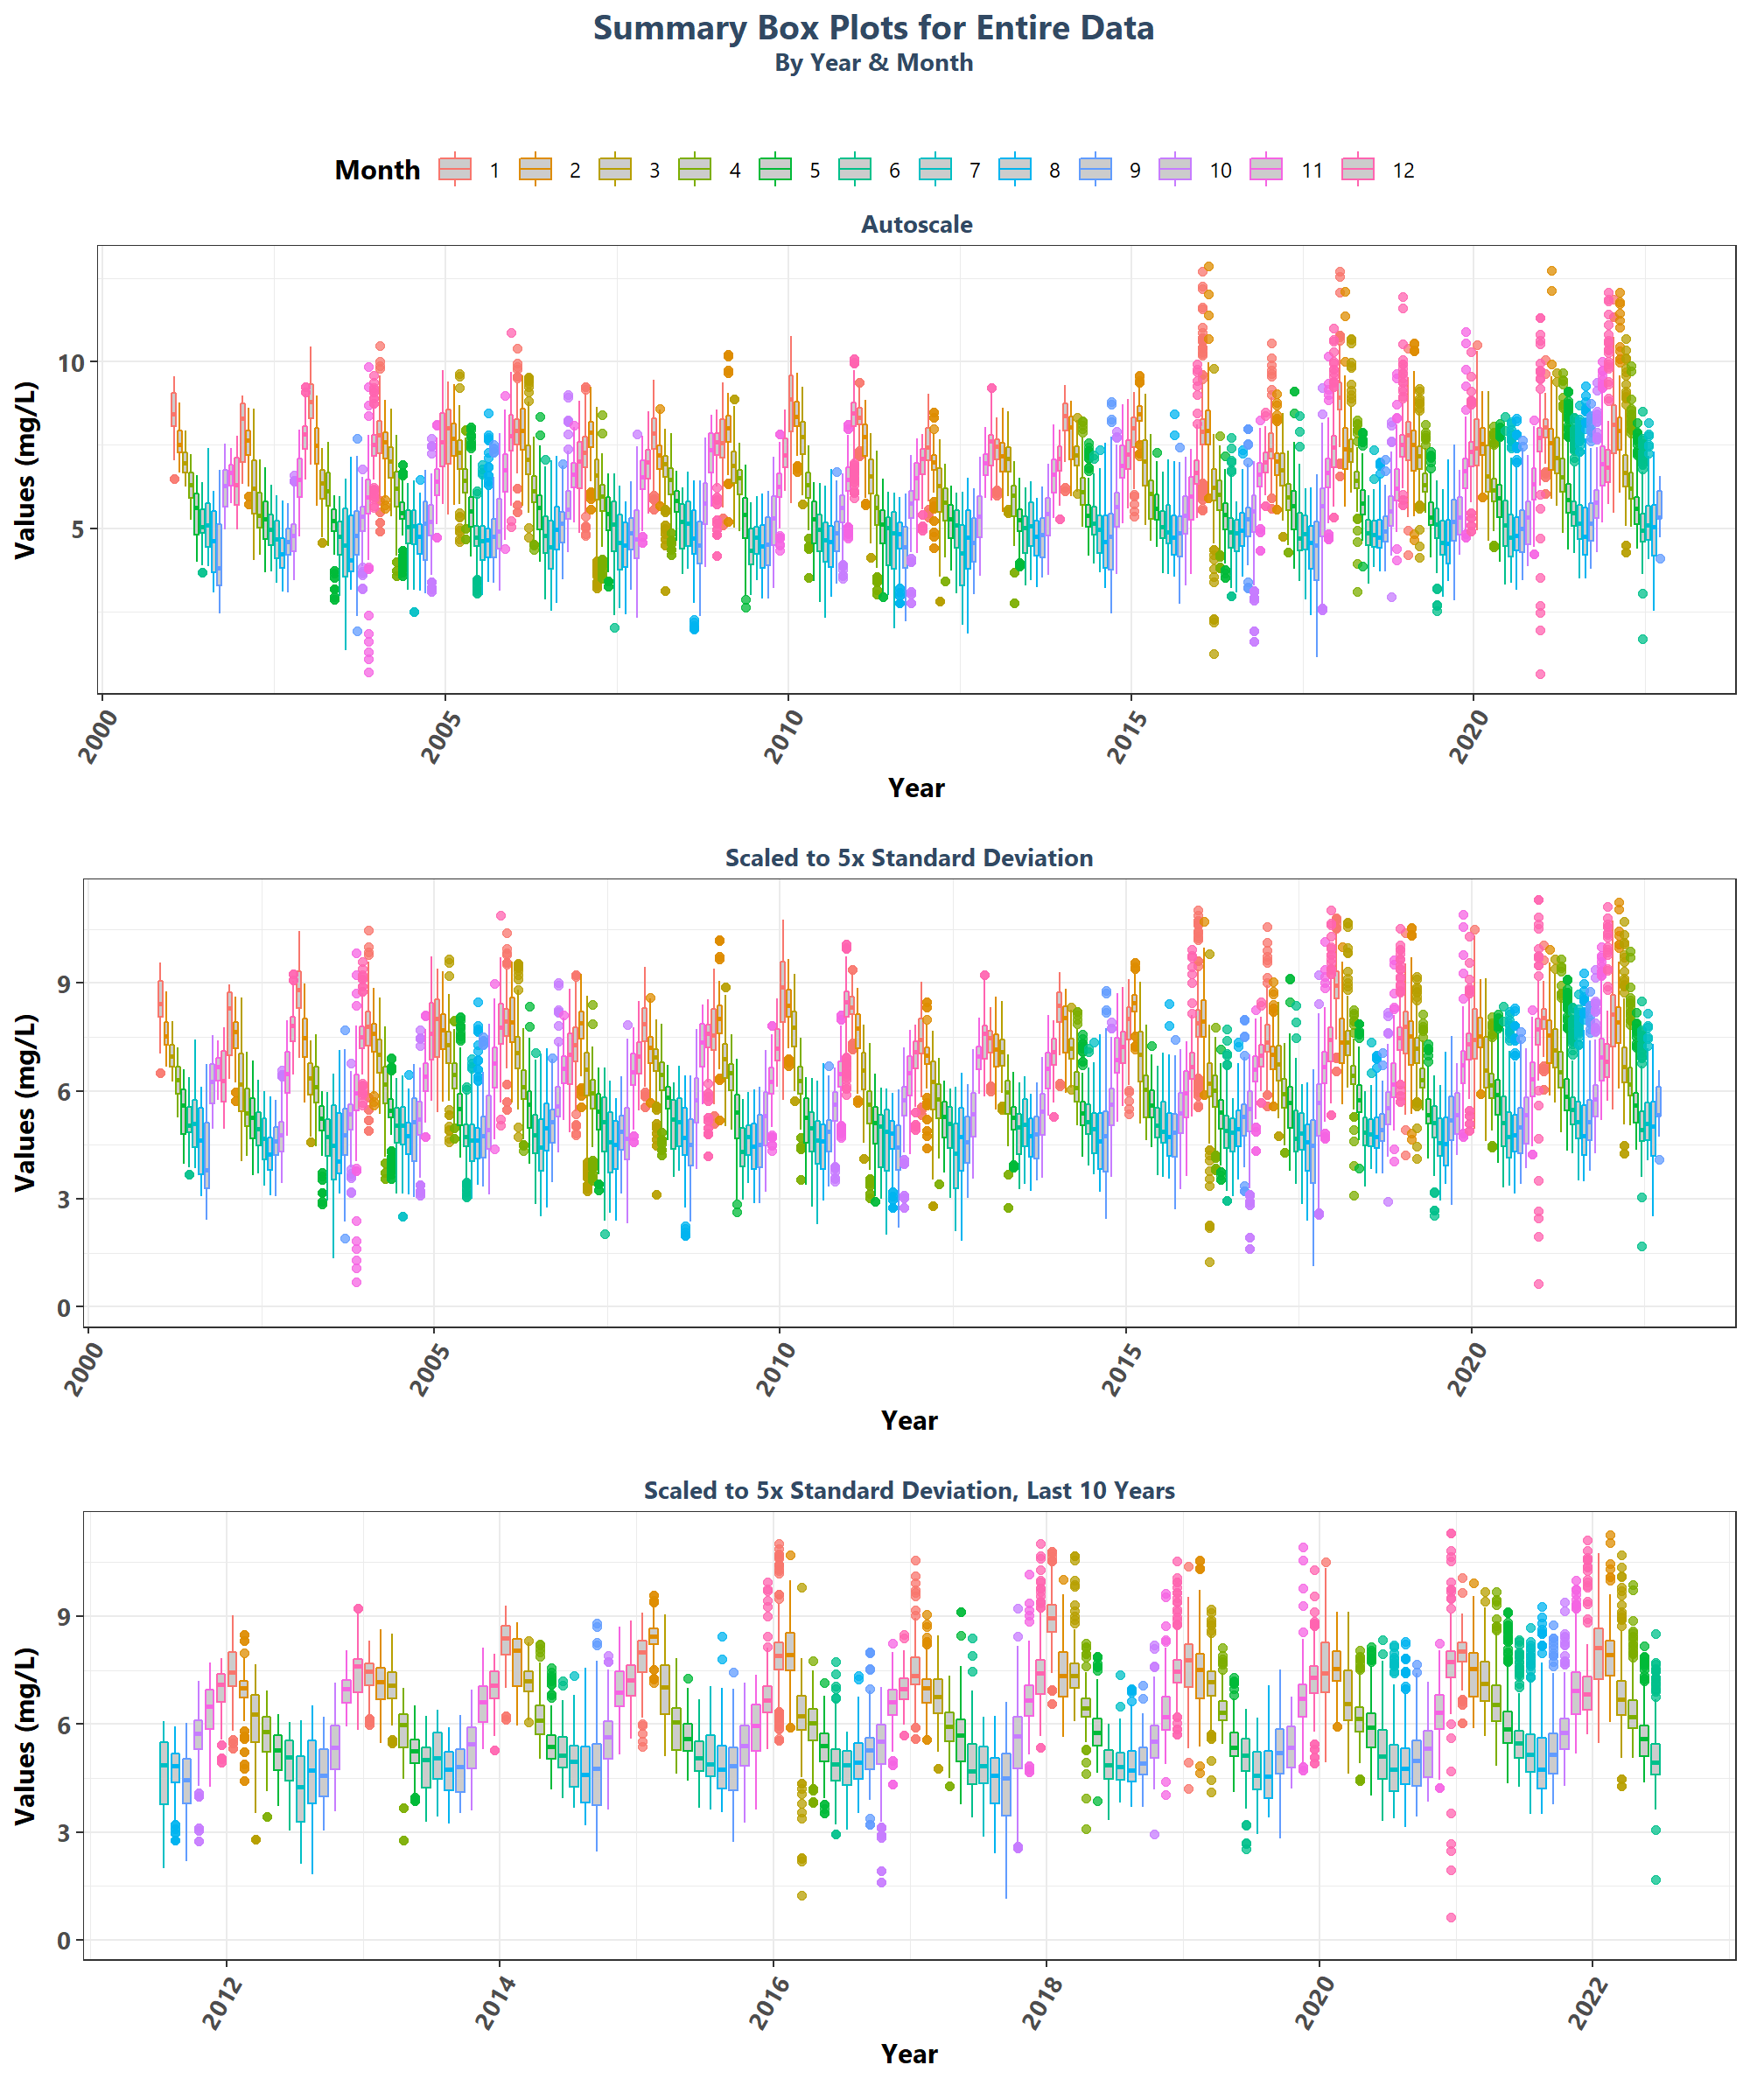 Summary Box Plots for Entire Data
By Year & Month
Month 1 2 3 4 5 6 7 8 9 10 11 12
Autoscale
Values (mg/L)
10
5
2000 2005 2010 2015 2020
Year
Scaled to 5x Standard Deviation
Values (mg/L)
9
6
3
0
2000 2005 2010 2015 2020
Year
Scaled to 5x Standard Deviation, Last 10 Years
Values (mg/L)
9
6
3
0
2012 2014 2016 2018 2020 2022
Year